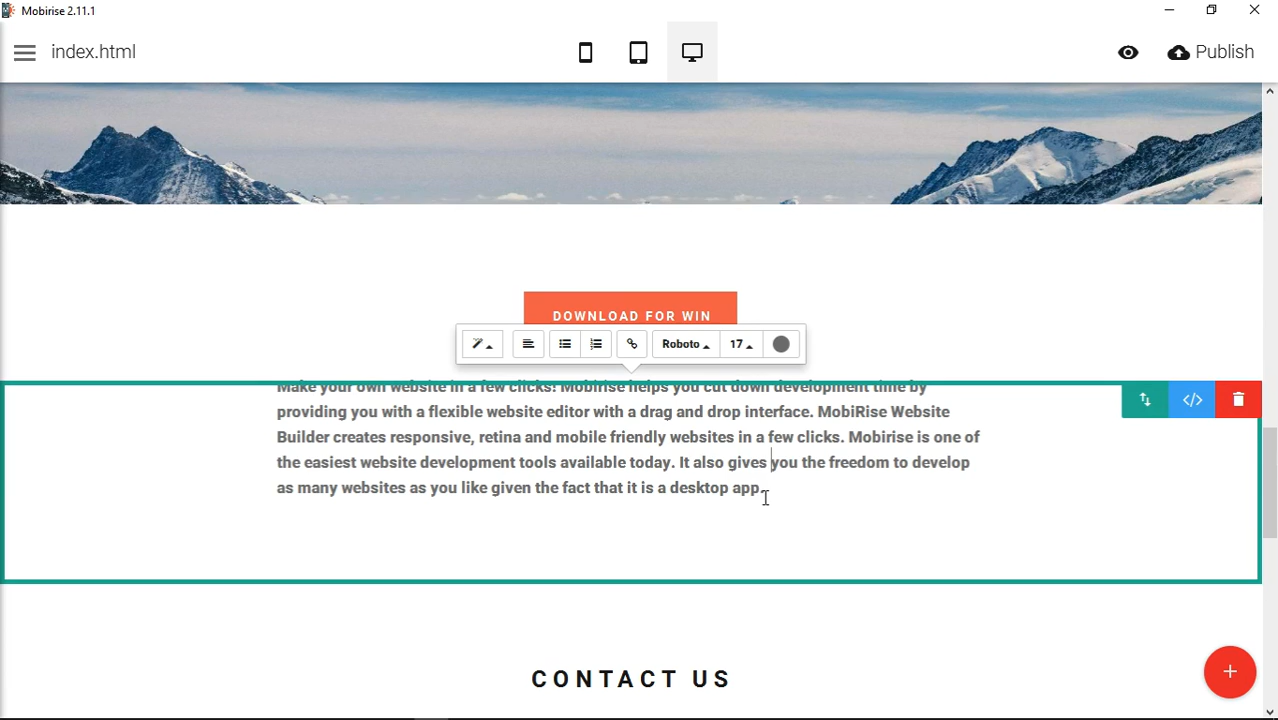 Mobirise 2.11.1
index.html
Publish
DOWNLOAD FOR WIN
Roboto
17
Make your own website in a few clicks! Mobirise helps you cut down development time by
providing you with a flexible website editor with a drag and drop interface. MobiRise Website
Builder creates responsive, retina and mobile friendly websites in a few clicks. Mobirise is one of
the easiest website development tools available today. It also gives you the freedom to develop
as many websites as you like given the fact that it is a desktop app.
CONTACT US